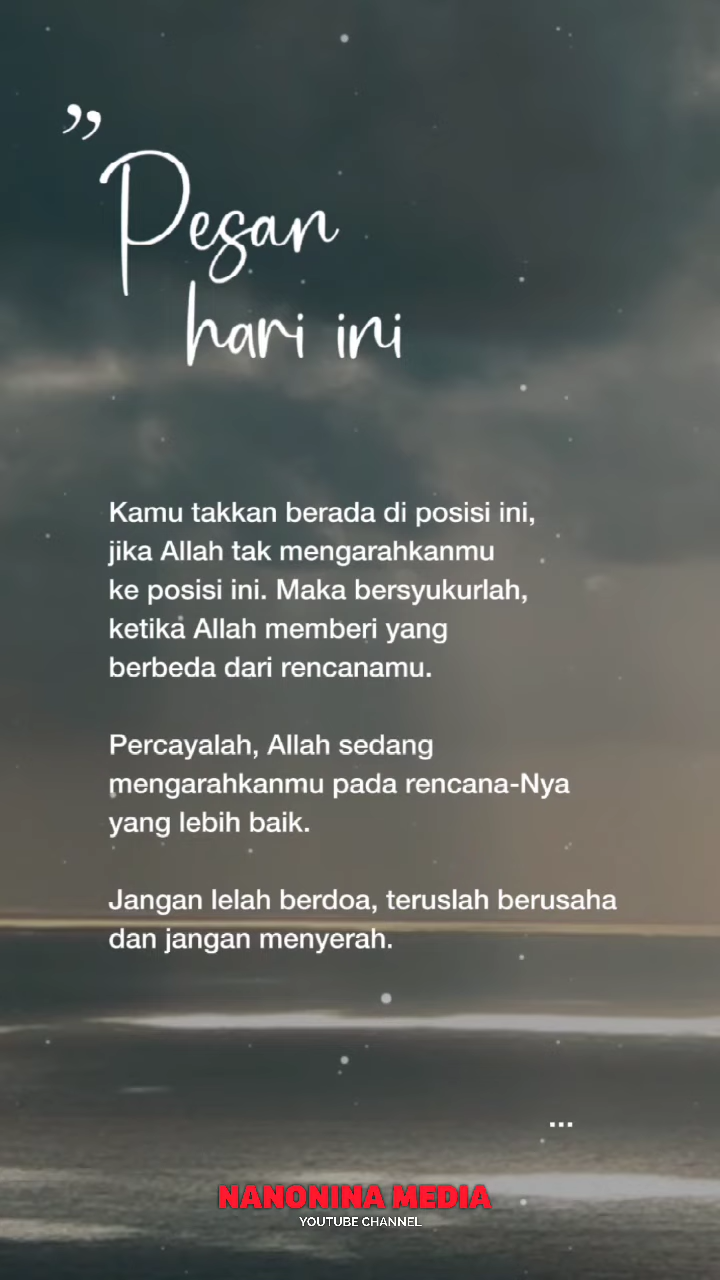 ”
Pesan
hari ini
Kamu takkan berada di posisi ini,
jika Allah tak mengarahkanmu
ke posisi ini. Maka bersyukurlah,
ketika Allah memberi yang
berbeda dari rencanamu.
Percayalah, Allah sedang
mengarahkanmu pada rencana-Nya
yang lebih baik.
Jangan lelah berdoa, teruslah berusaha
dan jangan menyerah.
...
NANONINA MEDIA
YOUTUBE CHANNEL